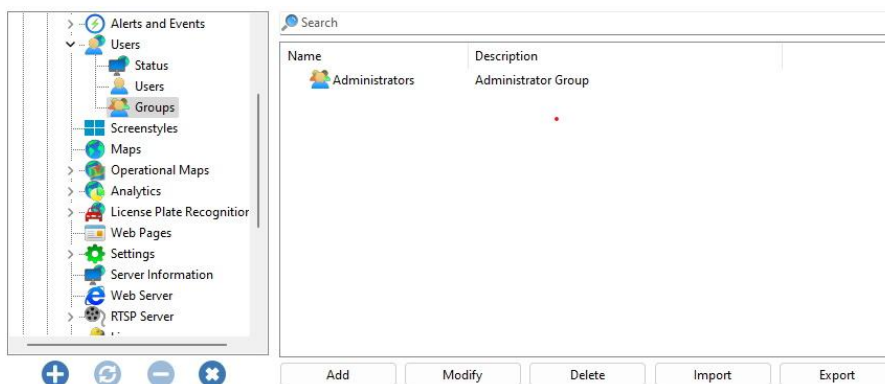 Alerts and Events
Users
Status
Users
Groups
Screenstyles
Maps
Operational Maps
Analytics
License Plate Recognition
Web Pages
Settings
Server Information
Web Server
RTSP Server
Search
Name Description
Administrators Administrator Group
Add Modify Delete Import Export